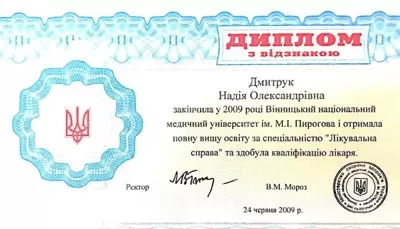 ДИПЛОМ
З ВІДЗНАКОЮ
Дмитрук
Надія Олександрівна
закінчила у 2009 році Вінницький національний
медичний університет ім. М.І. Пирогова і отримала
повну вищу освіту за спеціальністю "Лікувальна
справа" та здобула кваліфікацію лікаря.
Ректор В.М. Мороз
24 червня 2009 р.